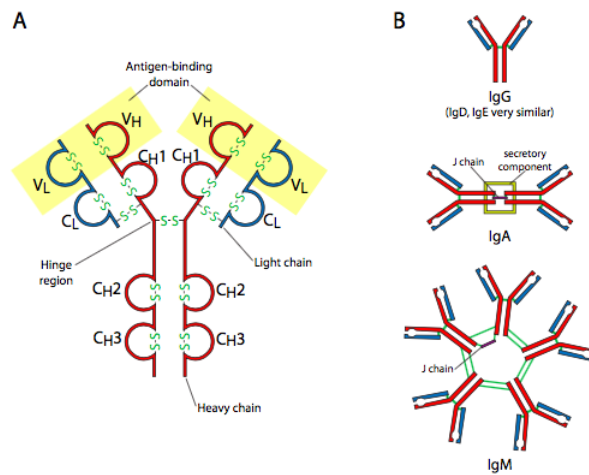 A
Antigen-binding
domain
VH
VH
CH1 CH1
VL
VL
CL
CL
S-S
S-S
S-S
S-S
S-S
S-S
S-S
S-S
S-S
Hinge
region
Light chain
CH2
S-S
S-S
CH2
CH3
S-S
S-S
CH3
Heavy chain
B
IgG
(IgD, IgE very similar)
J chain
secretory
component
IgA
J chain
IgM